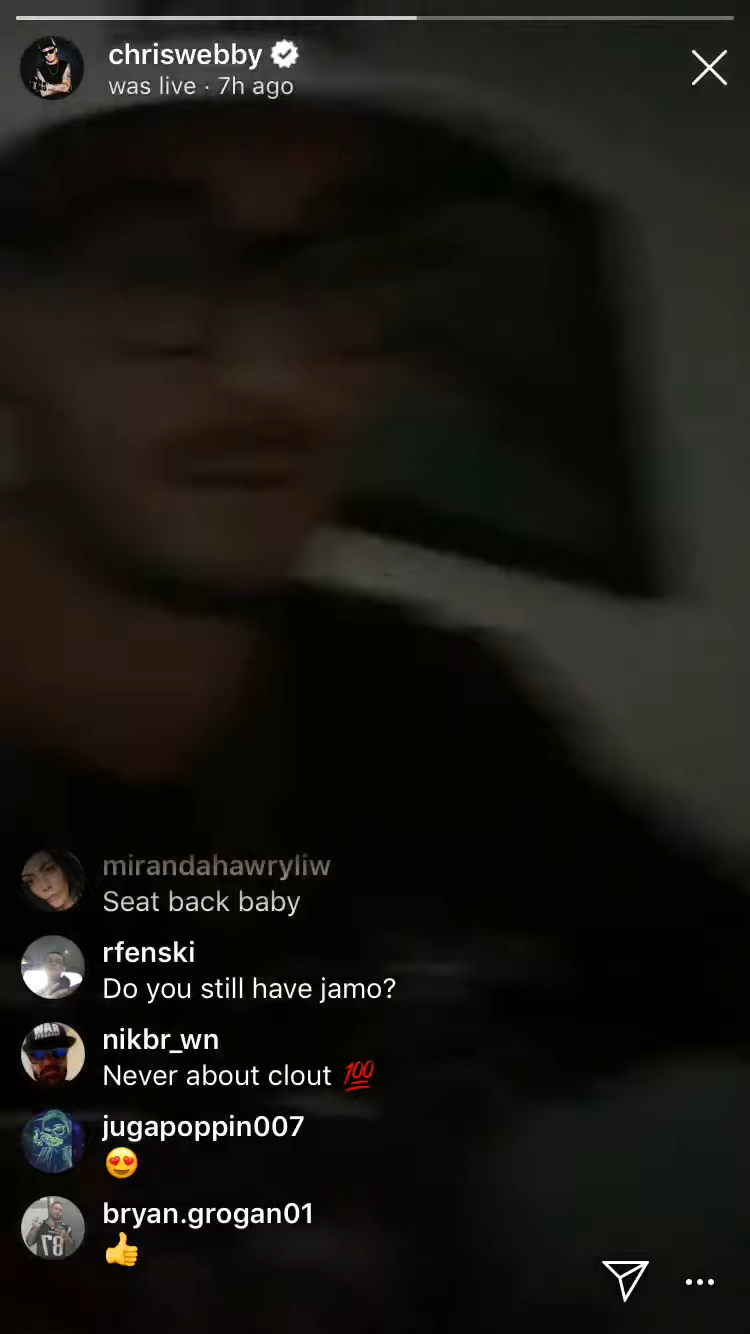 chriswebby
was live · 7h ago
mirandahawryliw
Seat back baby
rfenski
Do you still have jamo?
nikbr_wn
Never about clout 💯
jugapoppin007
😍
bryan.grogan01
👍